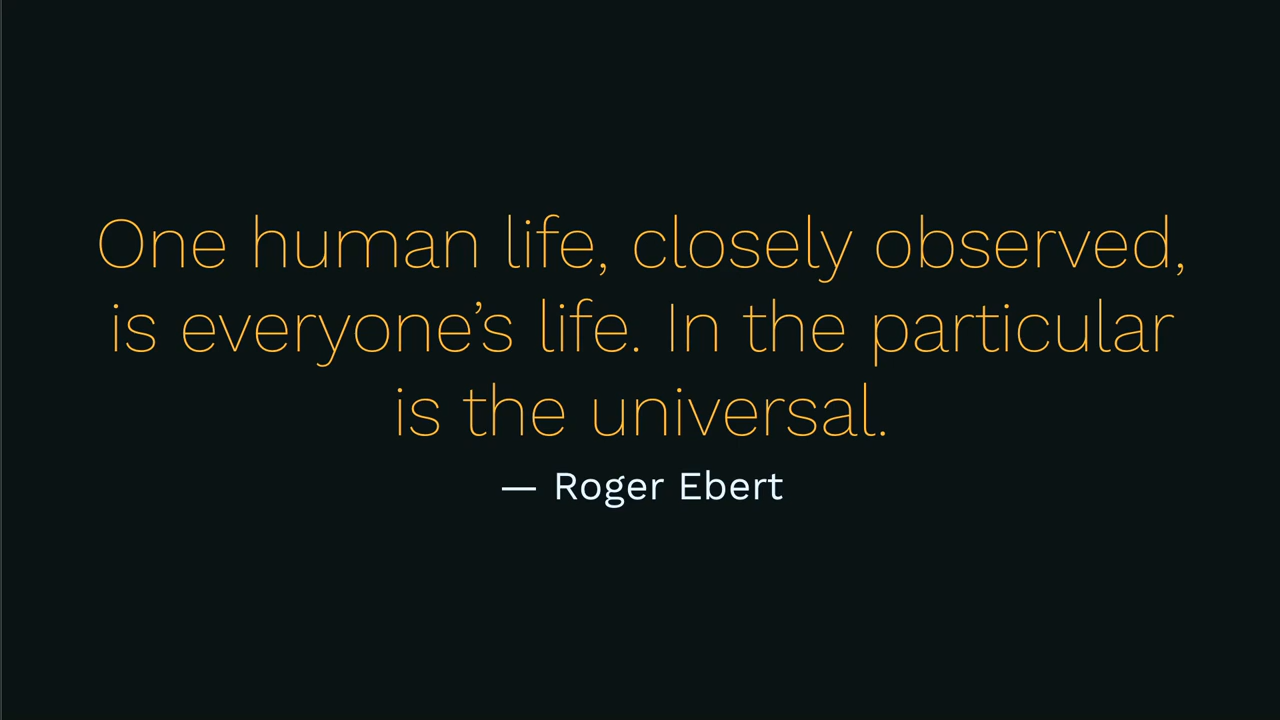 One human life, closely observed,
is everyone’s life. In the particular
is the universal.
— Roger Ebert